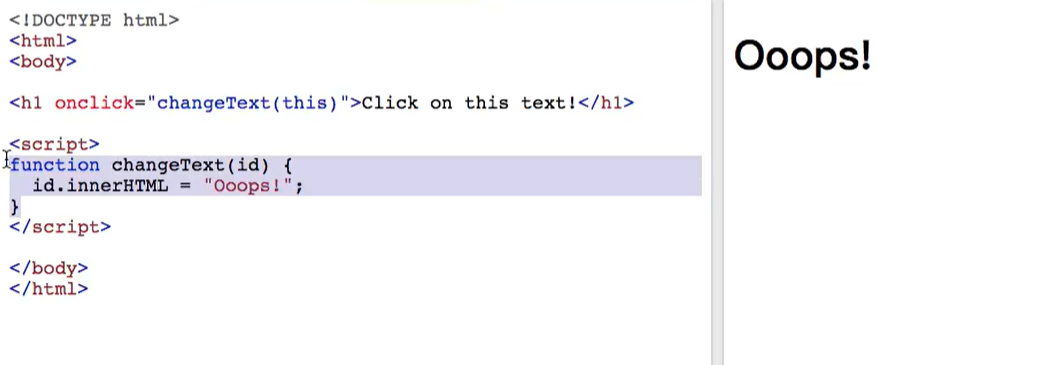 <!DOCTYPE html>
<html>
<body>
<h1 onclick="changeText(this)">Click on this text!</h1>
<script>
function changeText(id) {
  id.innerHTML = "Ooops!";
}
</script>
</body>
</html>
Ooops!